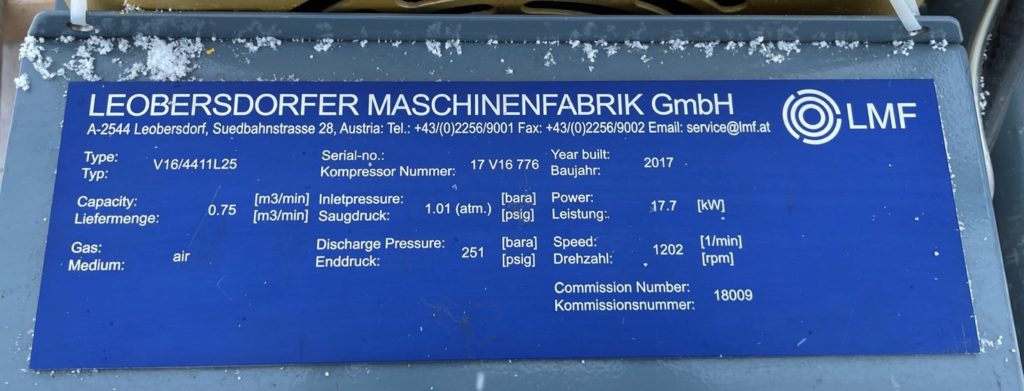 LEOBERSDORFER MASCHINENFABRIK GmbH
LMF
A-2544 Leobersdorf, Suedbahnstrasse 28, Austria: Tel.: +43/(0)2256/9001 Fax: +43/(0)2256/9002 Email: service@lmf.at
Type: Serial-no.: Year built:
Typ: V16/4411L25 Kompressor Nummer: 17 V16 776 Baujahr: 2017
Capacity: [m3/min] Inletpressure: [bara] Power:
Liefermenge: 0.75 [m3/min] Saugdruck: 1.01 (atm.) [psig] Leistung: 17.7 [kW]
Gas: Discharge Pressure: [bara] Speed: [1/min]
Medium: air Enddruck: 251 [psig] Drehzahl: 1202 [rpm]
Commission Number:
Kommissionsnummer: 18009